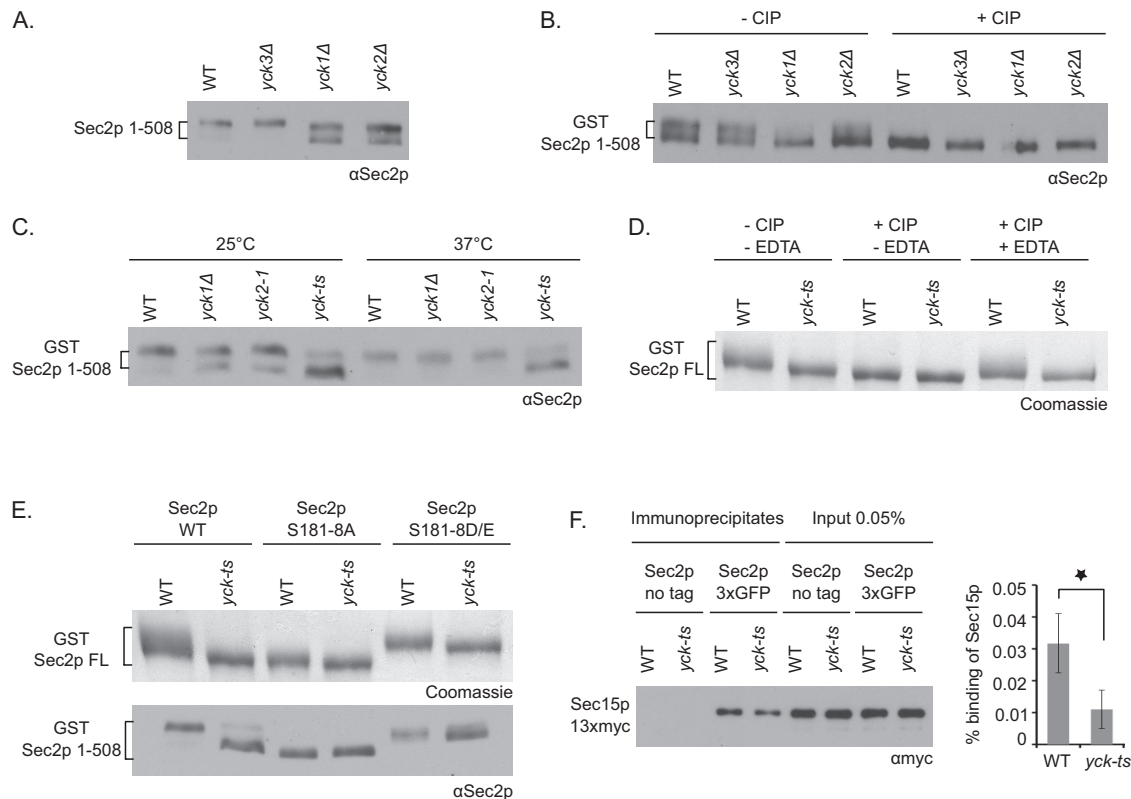 A.
WT
yck3Δ
yck1Δ
yck2Δ
Sec2p 1-508
αSec2p
B.
- CIP
+ CIP
WT
yck3Δ
yck1Δ
yck2Δ
WT
yck3Δ
yck1Δ
yck2Δ
GST
Sec2p 1-508
αSec2p
C.
25°C
37°C
WT
yck1Δ
yck2-1
yck-ts
WT
yck1Δ
yck2-1
yck-ts
GST
Sec2p 1-508
αSec2p
D.
- CIP
- EDTA
+ CIP
- EDTA
+ CIP
+ EDTA
WT
yck-ts
WT
yck-ts
WT
yck-ts
GST
Sec2p FL
Coomassie
E.
Sec2p
WT
Sec2p
S181-8A
Sec2p
S181-8D/E
WT
yck-ts
WT
yck-ts
WT
yck-ts
GST
Sec2p FL
Coomassie
GST
Sec2p 1-508
αSec2p
F.
Immunoprecipitates
Input 0.05%
Sec2p
no tag
Sec2p
3xGFP
Sec2p
no tag
Sec2p
3xGFP
WT
yck-ts
WT
yck-ts
WT
yck-ts
WT
yck-ts
Sec15p
13xmyc
αmyc
% binding of Sec15p
0.05
0.04
0.03
0.02
0.01
0
WT
yck-ts